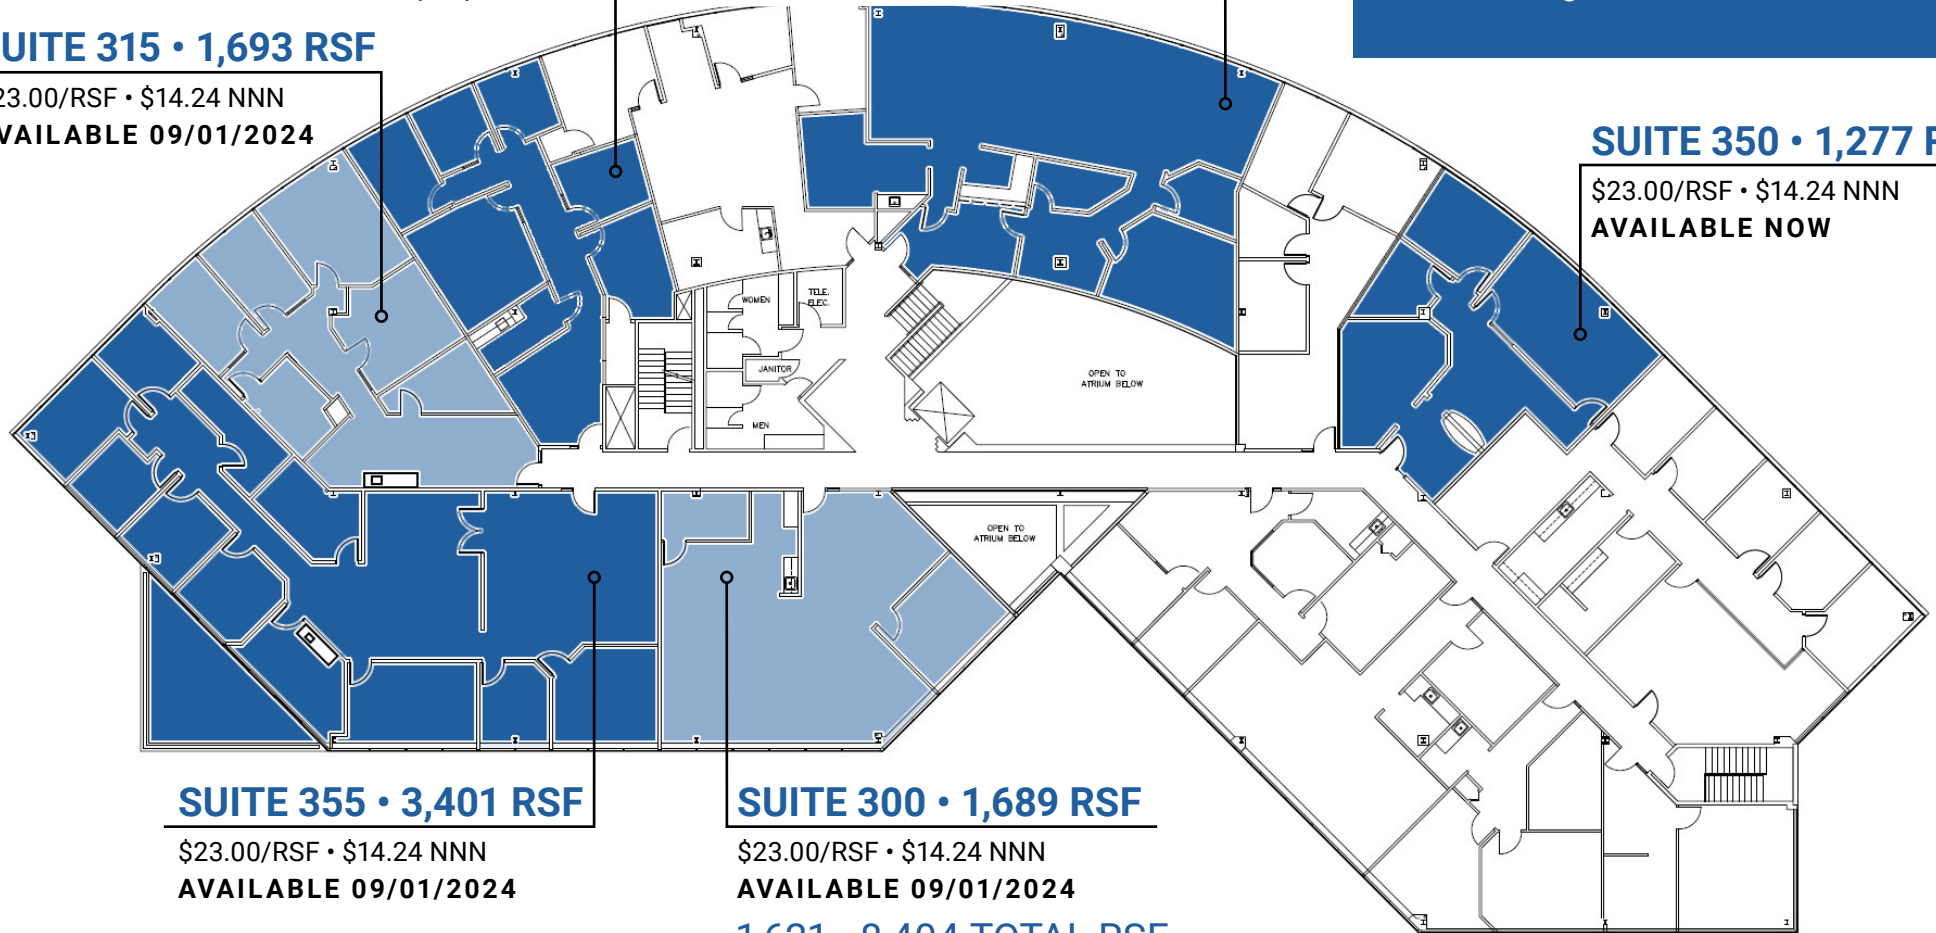 UITE 315 • 1,693 RSF
23.00/RSF • $14.24 NNN
VAILABLE 09/01/2024
SUITE 350 • 1,277
$23.00/RSF • $14.24 NNN
AVAILABLE NOW
WOMEN
TELE.
ELEC.
JANITOR
MEN
OPEN TO
ATRIUM BELOW
OPEN TO
ATRIUM BELOW
SUITE 355 • 3,401 RSF
$23.00/RSF • $14.24 NNN
AVAILABLE 09/01/2024
SUITE 300 • 1,689 RSF
$23.00/RSF • $14.24 NNN
AVAILABLE 09/01/2024
TOTAL RSF